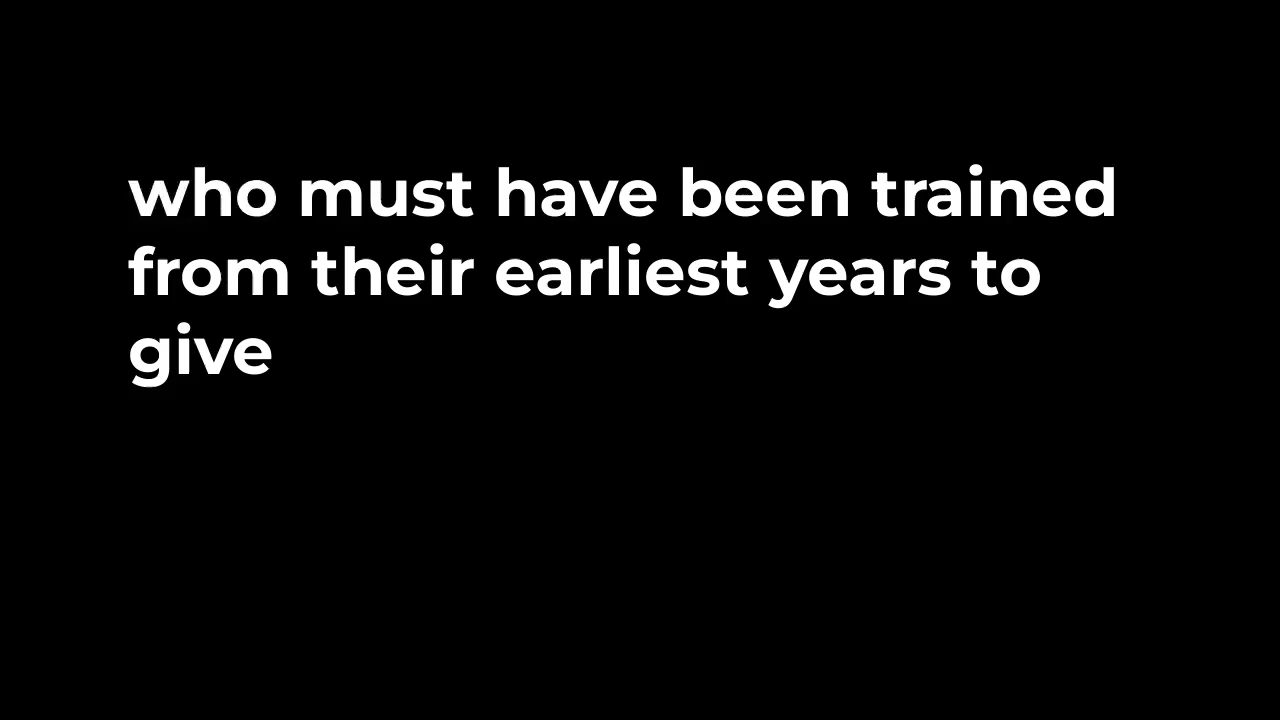 who must have been trained
from their earliest years to
give